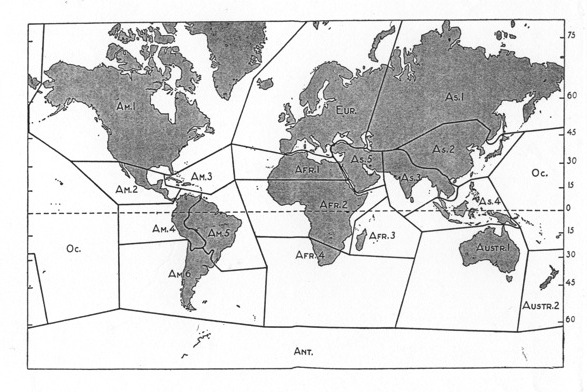 75
60
45
30
15
0
15
30
45
60
Am.1
Eur.
As.1
As.2
As.5
As.3
As.4
Oc.
Am.2
Am.3
Afr.1
Afr.2
Afr.3
Afr.4
Am.4
Am.5
Am.6
Oc.
Austr.1
Austr.2
Ant.